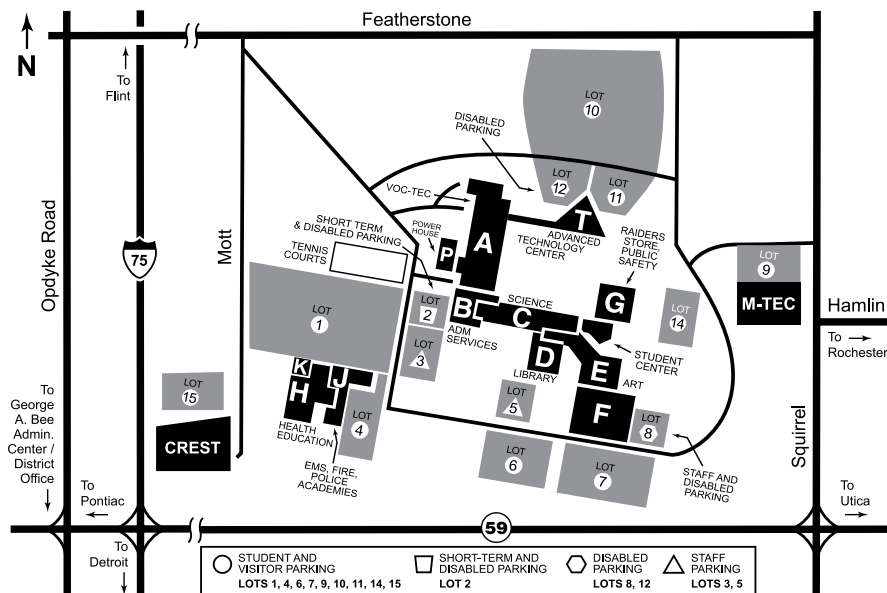 Featherstone
N
To
Flint
LOT
10
DISABLED
PARKING
LOT
12
LOT
11
VOC-TEC
SHORT TERM
& DISABLED PARKING
POWER
HOUSE
P
A
T
ADVANCED
TECHNOLOGY
CENTER
RAIDERS
STORE,
PUBLIC
SAFETY
TENNIS
COURTS
Opdyke Road
75
Mott
LOT
9
M-TEC
Hamlin
To
Rochester
LOT
1
LOT
2
B
ADM
SERVICES
SCIENCE
C
G
LOT
14
LOT
3
D
LIBRARY
STUDENT
CENTER
E
ART
K
H
J
HEALTH
EDUCATION
LOT
4
EMS, FIRE,
POLICE
ACADEMIES
LOT
5
F
LOT
8
STAFF AND
DISABLED
PARKING
LOT
6
LOT
7
LOT
15
CREST
To
George
A. Bee
Admin.
Center /
District
Office
Squirrel
To
Pontiac
To
Utica
59
To
Detroit
STUDENT AND
VISITOR PARKING
LOTS 1, 4, 6, 7, 9, 10, 11, 14, 15
SHORT-TERM AND
DISABLED PARKING
LOT 2
DISABLED
PARKING
LOTS 8, 12
STAFF
PARKING
LOTS 3, 5